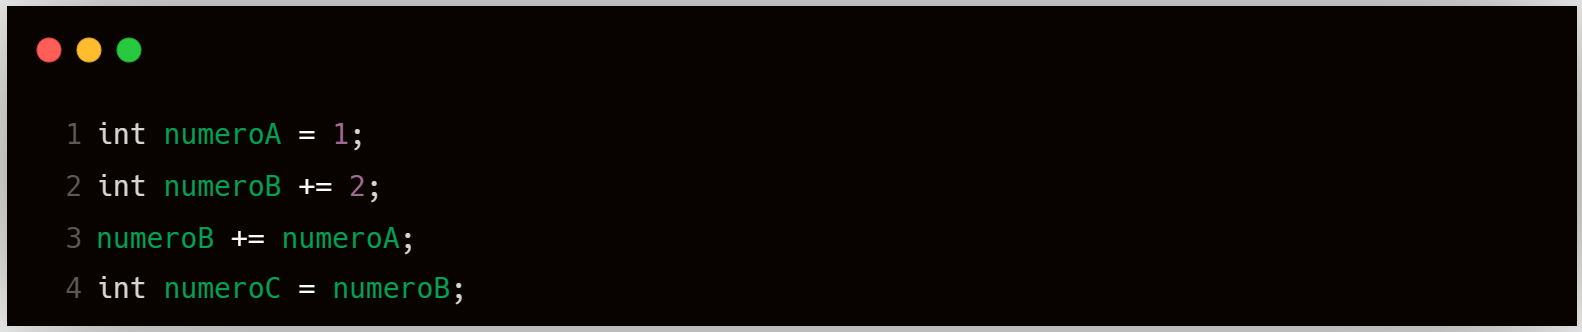 1 int numeroA = 1;
2 int numeroB += 2;
3 numeroB += numeroA;
4 int numeroC = numeroB;